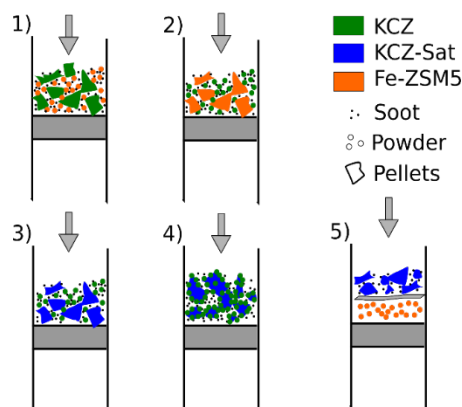 1)
2)
KCZ
KCZ-Sat
Fe-ZSM5
Soot
Powder
Pellets
3)
4)
5)